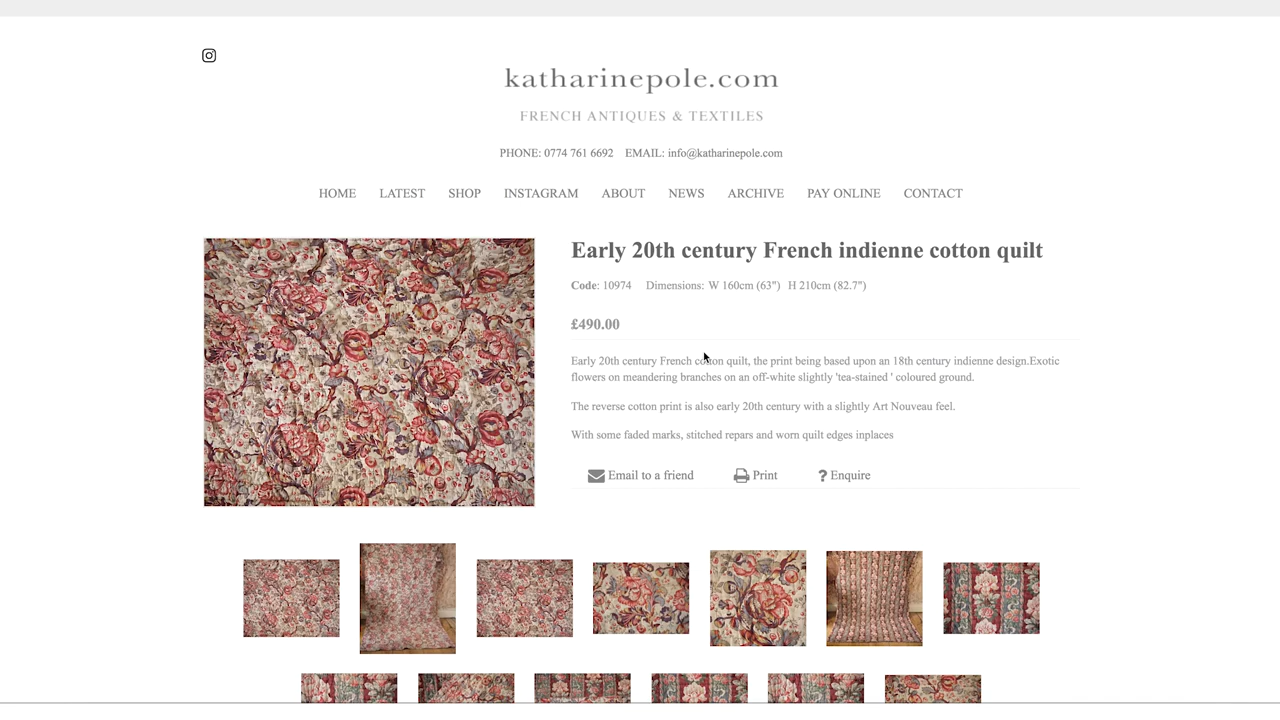 katharinepole.com
FRENCH ANTIQUES & TEXTILES
PHONE: 0774 761 6692 EMAIL: info@katharinepole.com
HOME LATEST SHOP INSTAGRAM ABOUT NEWS ARCHIVE PAY ONLINE CONTACT
Early 20th century French indienne cotton quilt
Code: 10974 Dimensions: W 160cm (63") H 210cm (82.7")
£490.00
Early 20th century French cotton quilt, the print being based upon an 18th century indienne design.Exotic
flowers on meandering branches on an off-white slightly 'tea-stained ' coloured ground.
The reverse cotton print is also early 20th century with a slightly Art Nouveau feel.
With some faded marks, stitched repars and worn quilt edges inplaces
Email to a friend Print ? Enquire